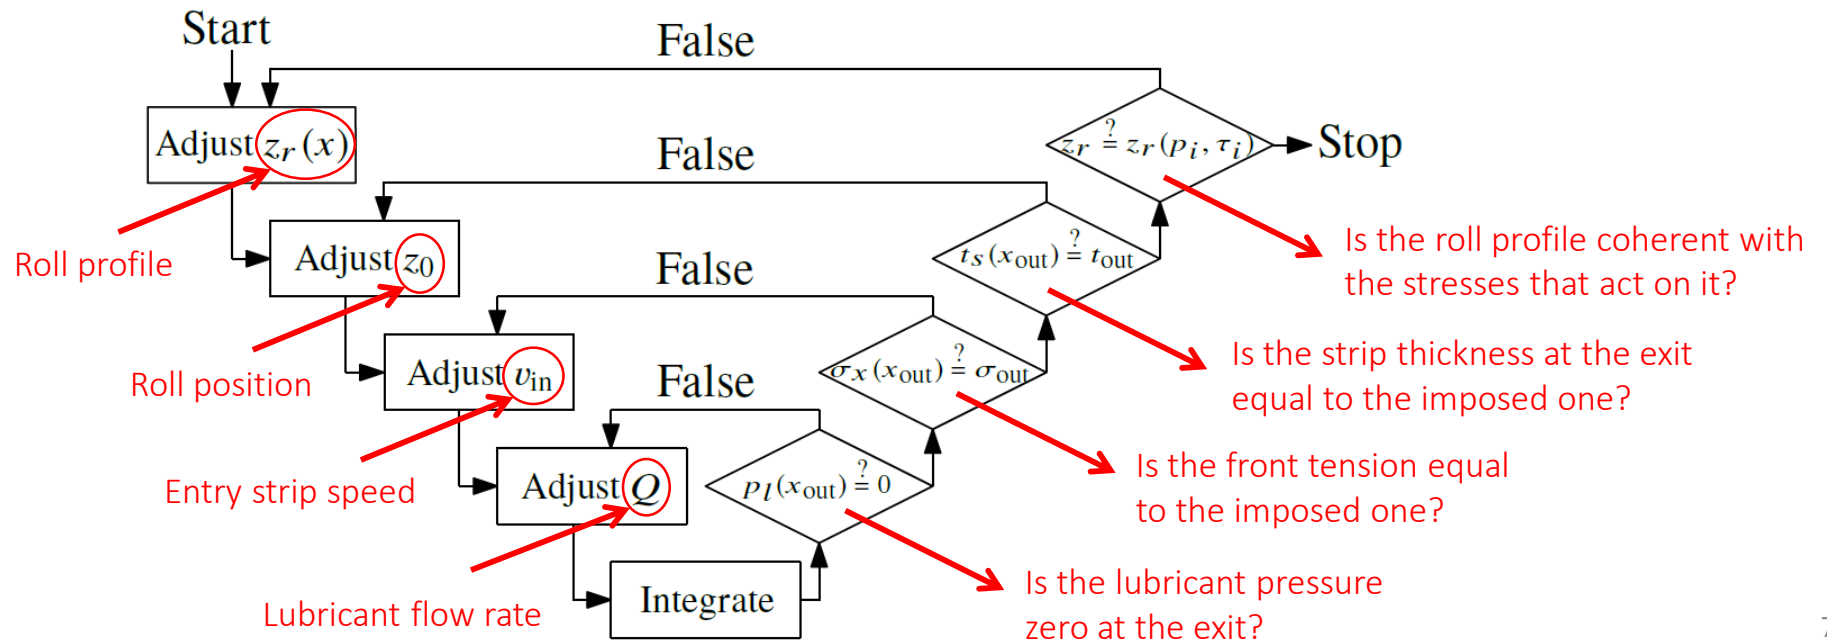 Start
False
Adjust z_r(x)
z_r ≟ z_r(p_i, τ_i)
Stop
False
Roll profile
Adjust z_0
t_s(x_out) ≟ t_out
Is the roll profile coherent with
the stresses that act on it?
False
Roll position
Adjust v_in
σ_x(x_out) ≟ σ_out
Is the strip thickness at the exit
equal to the imposed one?
False
Entry strip speed
Adjust Q
p_l(x_out) ≟ 0
Is the front tension equal
to the imposed one?
Lubricant flow rate
Integrate
Is the lubricant pressure
zero at the exit?